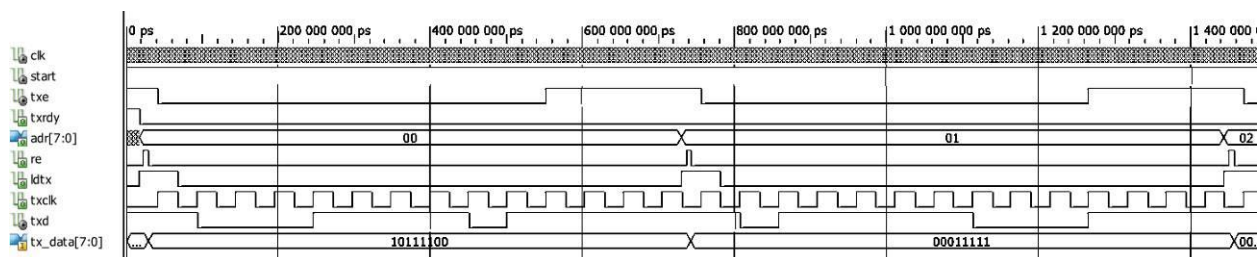 0 ps 200 000 000 ps 400 000 000 ps 600 000 000 ps 800 000 000 ps 1 000 000 000 ps 1 200 000 000 ps 1 400 000 00
clk
start
txe
txrdy
adr[7:0] 00 01 02
re
ldtx
txclk
txd
tx_data[7:0] ... 10111100 00011111 00.